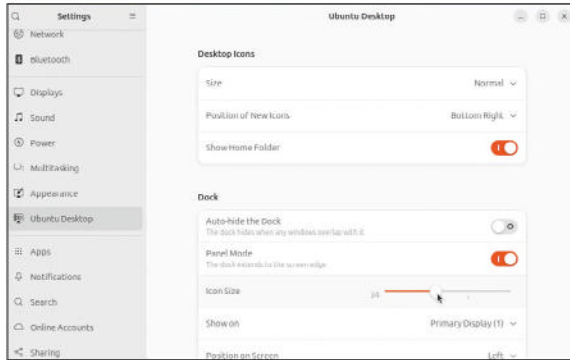 Settings
Ubuntu Desktop
Network
Bluetooth
Displays
Sound
Power
Multitasking
Appearance
Ubuntu Desktop
Apps
Notifications
Search
Online Accounts
Sharing
Desktop Icons
Size
Normal
Position of New Icons
Bottom Right
Show Home Folder
Dock
Auto-hide the Dock
The dock hides when any windows overlap with it
Panel Mode
The dock extends to the screen edge
Icon Size
Show on
Primary Display (1)
Position on Screen
Left